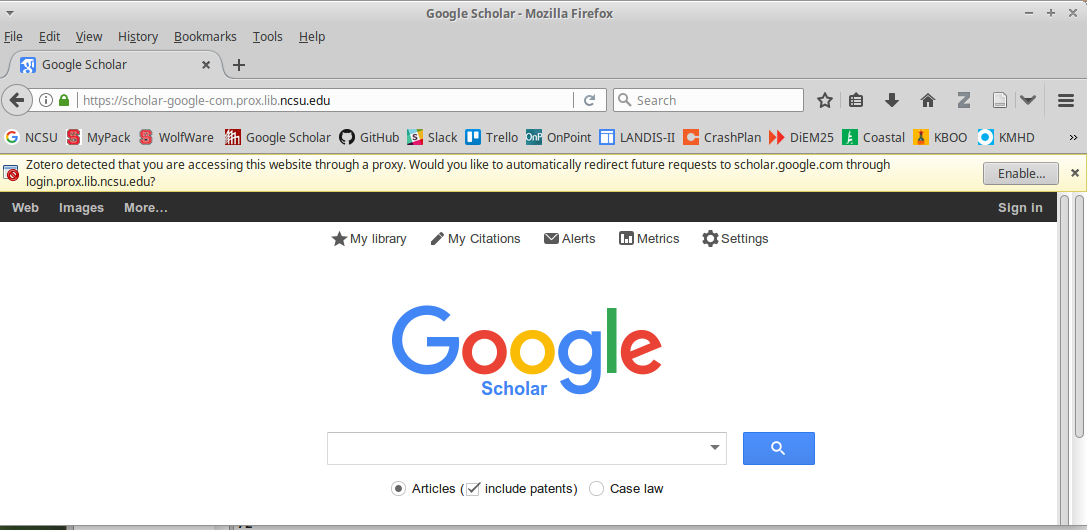 Google Scholar - Mozilla Firefox
File Edit View History Bookmarks Tools Help
Google Scholar
https://scholar-google-com.prox.lib.ncsu.edu Search
NCSU MyPack WolfWare Google Scholar GitHub Slack Trello OnPoint LANDIS-II CrashPlan DiEM25 Coastal KBOO KMHD
Zotero detected that you are accessing this website through a proxy. Would you like to automatically redirect future requests to scholar.google.com through
login.prox.lib.ncsu.edu?
Enable...
Web Images More... Sign in
My library My Citations Alerts Metrics Settings
Google
Scholar
Articles (include patents) Case law